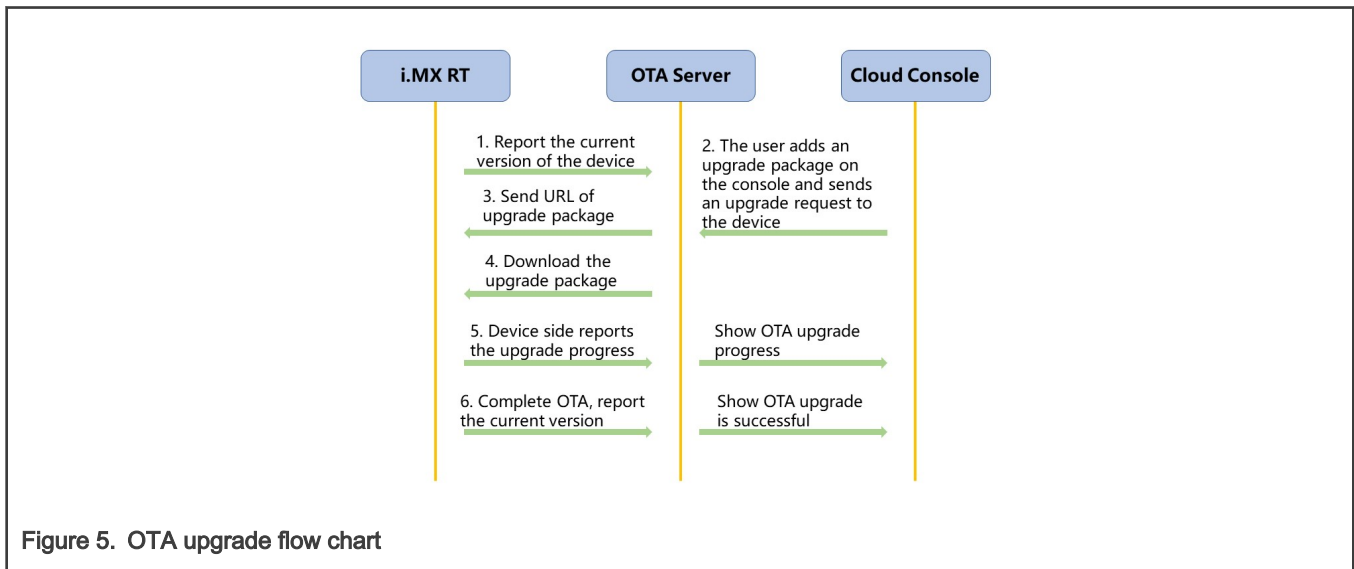 i.MX RT
OTA Server
Cloud Console
1. Report the current
version of the device
2. The user adds an
upgrade package on
the console and sends
an upgrade request to
the device
3. Send URL of
upgrade package
4. Download the
upgrade package
5. Device side reports
the upgrade progress
Show OTA upgrade
progress
6. Complete OTA, report
the current version
Show OTA upgrade
is successful
Figure 5. OTA upgrade flow chart